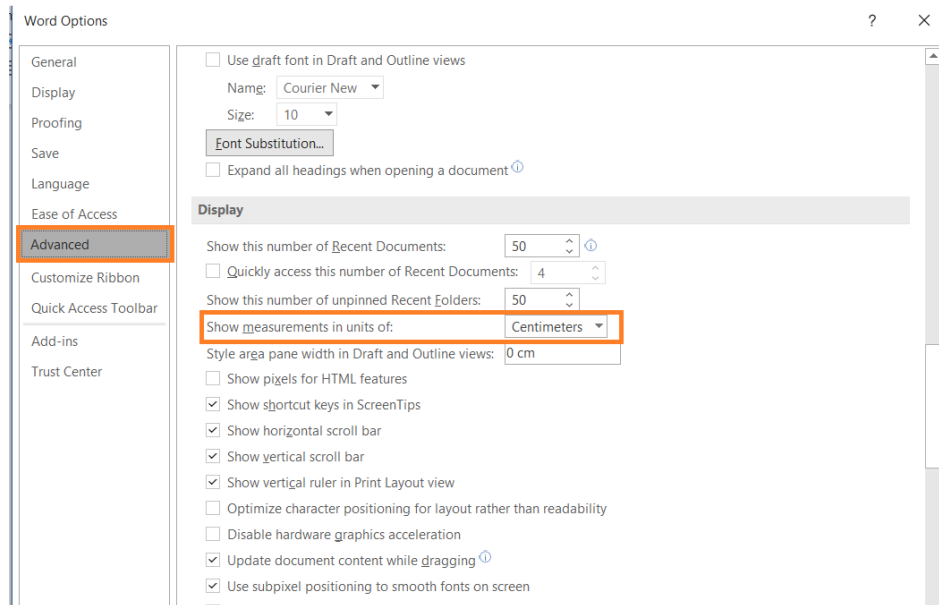 Word Options
?
General
Display
Proofing
Save
Language
Ease of Access
Advanced
Customize Ribbon
Quick Access Toolbar
Add-ins
Trust Center
Use draft font in Draft and Outline views
Name: Courier New
Size: 10
Font Substitution...
Expand all headings when opening a document
Display
Show this number of Recent Documents: 50
Quickly access this number of Recent Documents: 4
Show this number of unpinned Recent Folders: 50
Show measurements in units of: Centimeters
Style area pane width in Draft and Outline views: 0 cm
Show pixels for HTML features
Show shortcut keys in ScreenTips
Show horizontal scroll bar
Show vertical scroll bar
Show vertical ruler in Print Layout view
Optimize character positioning for layout rather than readability
Disable hardware graphics acceleration
Update document content while dragging
Use subpixel positioning to smooth fonts on screen